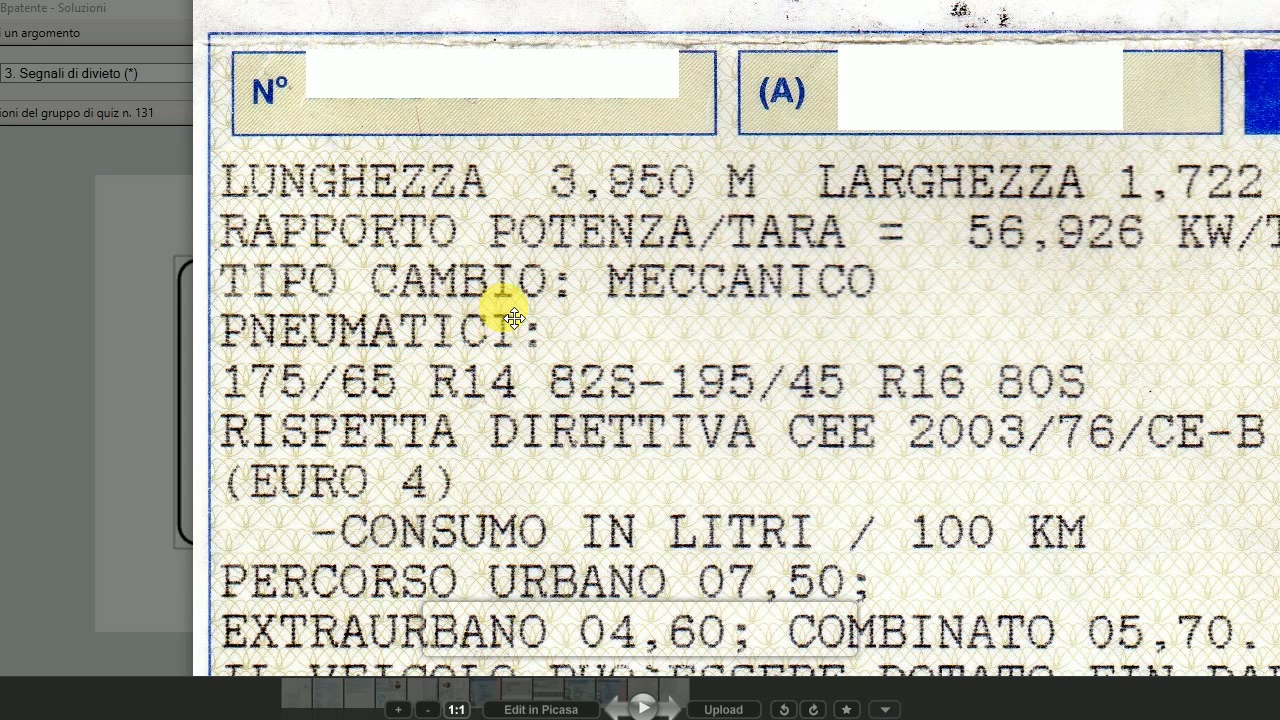 Bpatente - Soluzioni
i un argomento
3. Segnali di divieto (*)
ioni del gruppo di quiz n. 131
Nº
(A)
LUNGHEZZA 3,950 M LARGHEZZA 1,722
RAPPORTO POTENZA/TARA = 56,926 KW/T
TIPO CAMBIO: MECCANICO
PNEUMATICI:
175/65 R14 82S-195/45 R16 80S
RISPETTA DIRETTIVA CEE 2003/76/CE-B
(EURO 4)
-CONSUMO IN LITRI / 100 KM
PERCORSO URBANO 07,50;
EXTRAURBANO 04,60; COMBINATO 05,70.
+ - 1:1 Edit in Picasa Upload